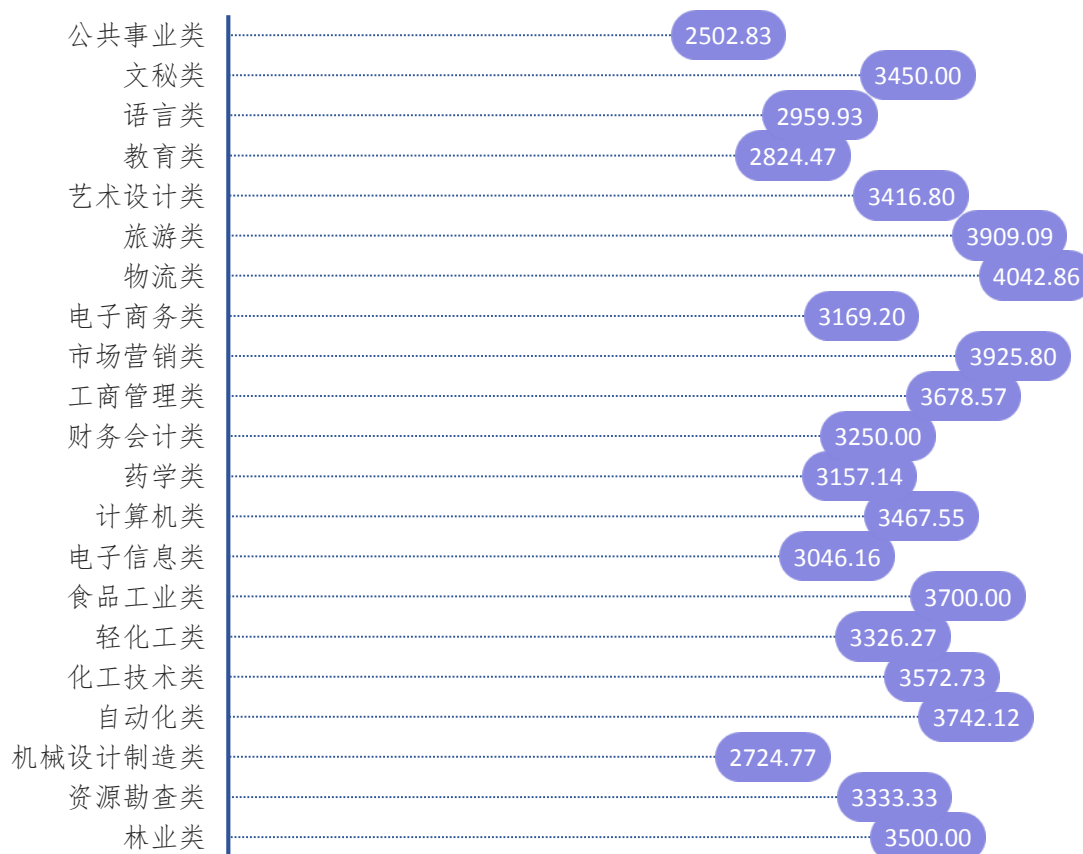 公共事业类 2502.83
文秘类 3450.00
语言类 2959.93
教育类 2824.47
艺术设计类 3416.80
旅游类 3909.09
物流类 4042.86
电子商务类 3169.20
市场营销类 3925.80
工商管理类 3678.57
财务会计类 3250.00
药学类 3157.14
计算机类 3467.55
电子信息类 3046.16
食品工业类 3700.00
轻化工类 3326.27
化工技术类 3572.73
自动化类 3742.12
机械设计制造类 2724.77
资源勘查类 3333.33
林业类 3500.00